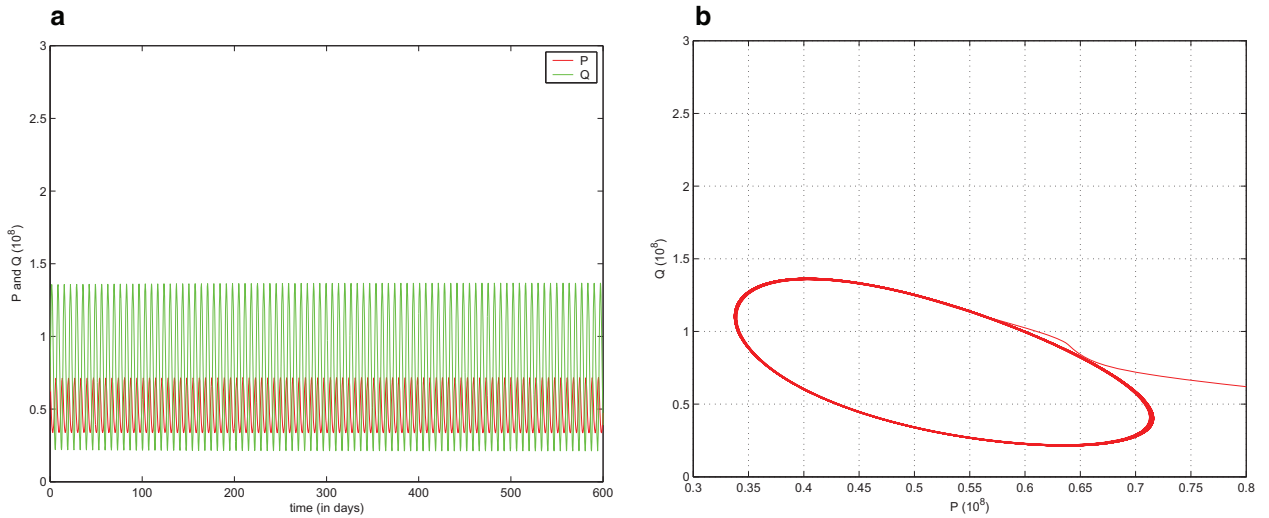 a
3
2.5
2
1.5
1
0.5
0
P and Q (10^8)
P
Q
0 100 200 300 400 500 600
time (in days)
b
3
2.5
2
1.5
1
0.5
0
Q (10^8)
0.3 0.35 0.4 0.45 0.5 0.55 0.6 0.65 0.7 0.75 0.8
P (10^8)